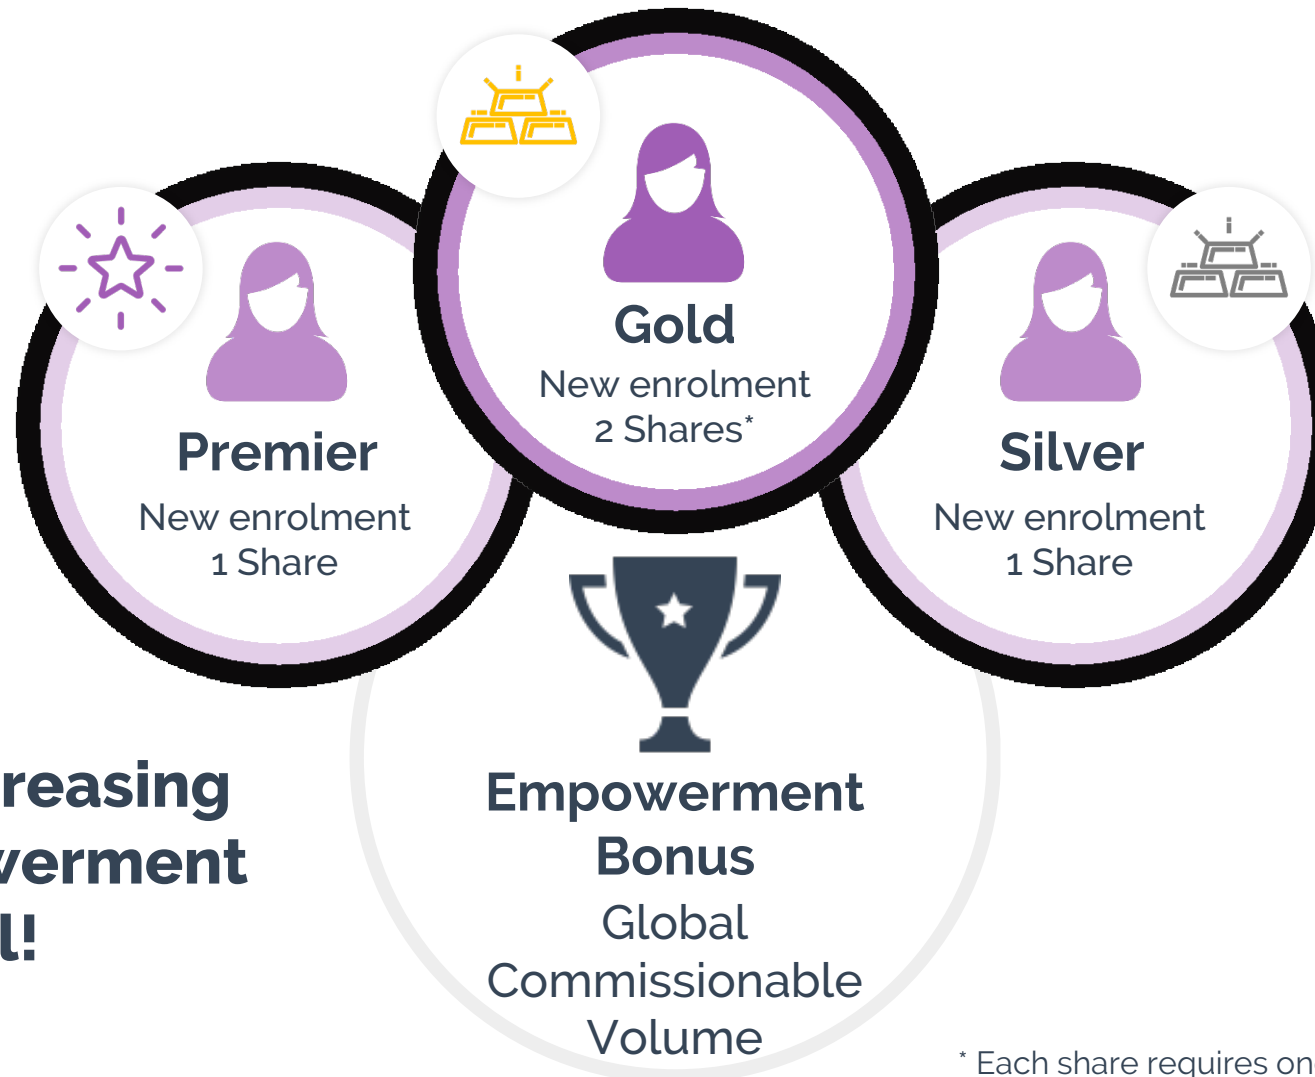 Gold
New enrolment
2 Shares*
Premier
New enrolment
1 Share
Silver
New enrolment
1 Share
reasing
verment
l!
Empowerment
Bonus
Global
Commissionable
Volume
* Each share requires on